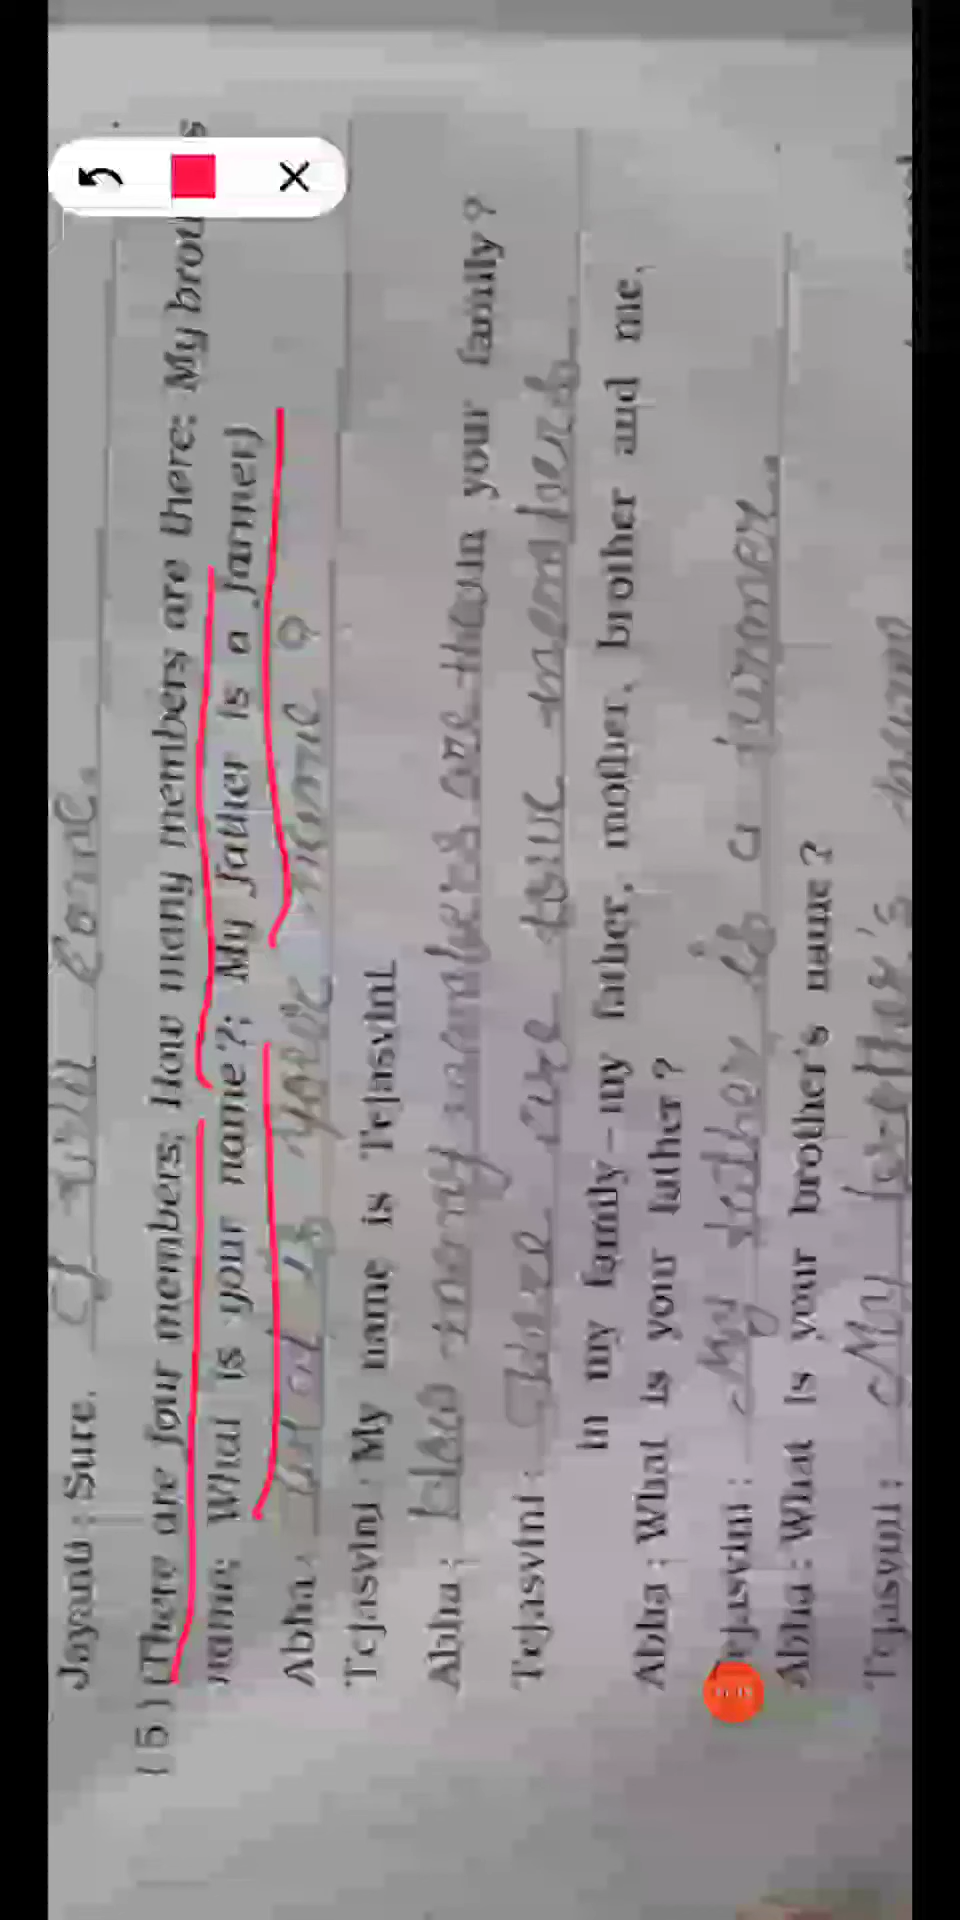 Jayanti : Sure.
I will come.
(5) (There are four members; How many members are there; My brother's
name; What is your name?; My father is a farmer)
Abha : What is your name ?
Tejasvini : My name is Tejasvini.
Abha : How many members are there in your family ?
Tejasvini : There are four members
in my family – my father, mother, brother and me.
Abha : What is your father ?
Tejasvini : My father is a farmer.
Abha : What is your brother's name ?
Tejasvini : My brother's name